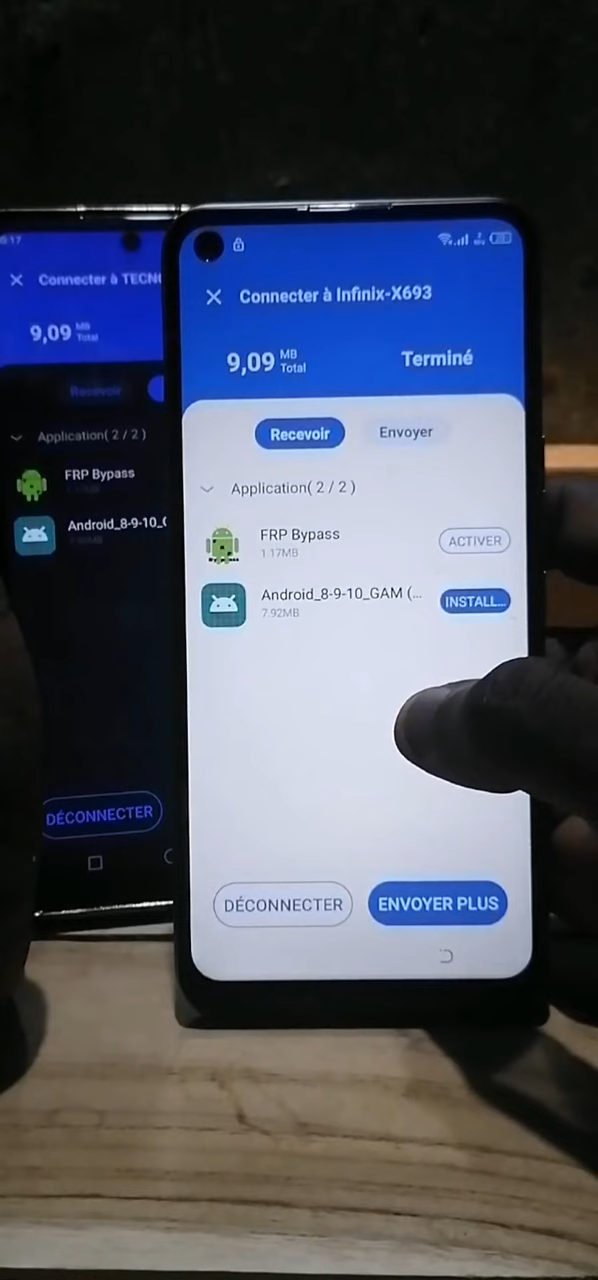 Connecter à TECN
9,09 MB
Total
Recevoir
Application( 2 / 2 )
FRP Bypass
Android_8-9-10_(
DÉCONNECTER
Connecter à Infinix-X693
9,09 MB
Total
Terminé
Recevoir
Envoyer
Application( 2 / 2 )
FRP Bypass
1.17MB
ACTIVER
Android_8-9-10_GAM (...
7.92MB
INSTALL...
DÉCONNECTER
ENVOYER PLUS